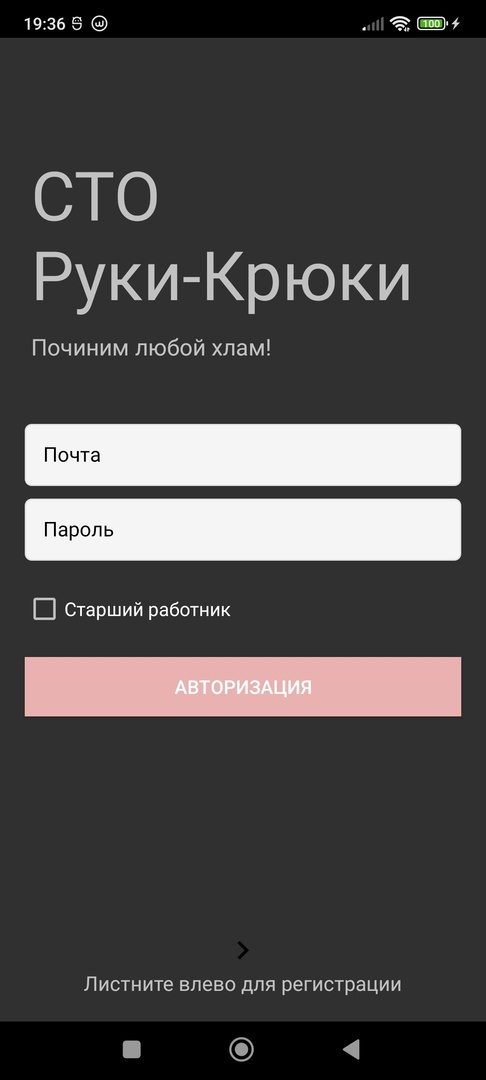 19:36
100
СТО
Руки-Крюки
Починим любой хлам!
Почта
Пароль
Старший работник
АВТОРИЗАЦИЯ
Листните влево для регистрации